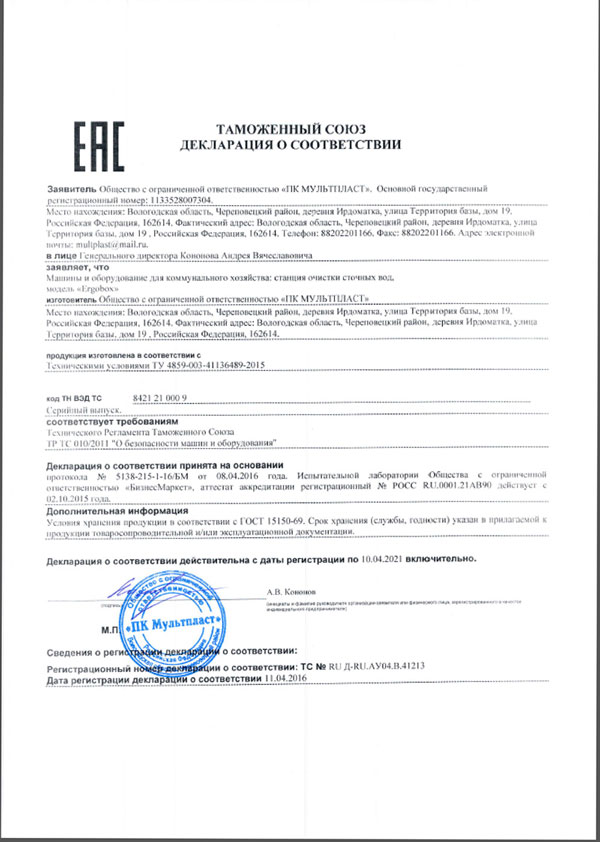 ЕАС
ТАМОЖЕННЫЙ СОЮЗ
ДЕКЛАРАЦИЯ О СООТВЕТСТВИИ
Заявитель Общество с ограниченной ответственностью «ПК МУЛЬТПЛАСТ». Основной государственный
регистрационный номер: 1133528007304.
Место нахождения: Вологодская область, Череповецкий район, деревня Ирдоматка, улица Территория базы, дом 19,
Российская Федерация, 162614. Фактический адрес: Вологодская область, Череповецкий район, деревня Ирдоматка, улица
Территория базы, дом 19 , Российская Федерация, 162614. Телефон: 88202201166. Факс: 88202201166. Адрес электронной
почты: muliplast@mail.ru.
в лице Генерального директора Кононова Андрея Вячеславовича
заявляет, что
Машины и оборудование для коммунального хозяйства: станция очистки сточных вод,
модель «Ergobox»
изготовитель Общество с ограниченной ответственностью «ПК МУЛЬТПЛАСТ»
Место нахождения: Вологодская область, Череповецкий район, деревня Ирдоматка, улица Территория базы, дом 19,
Российская Федерация, 162614. Фактический адрес: Вологодская область, Череповецкий район, деревня Ирдоматка, улица
Территория базы, дом 19 , Российская Федерация, 162614.
продукция изготовлена в соответствии с
Техническими условиями ТУ 4859-003-41136489-2015
код ТН ВЭД ТС 8421 21 000 9
Серийный выпуск.
соответствует требованиям
Технического Регламента Таможенного Союза
ТР ТС 010/2011 "О безопасности машин и оборудования"
Декларация о соответствии принята на основании
протокола № 5138-215-1-16/БМ от 08.04.2016 года. Испытательной лаборатории Общества с ограниченной
ответственностью «БизнесМаркет», аттестат аккредитации регистрационный № РОСС RU.0001.21АВ90 действует с
02.10.2015 года.
Дополнительная информация
Условия хранения продукции в соответствии с ГОСТ 15150-69. Срок хранения (службы, годности) указан в прилагаемой к
продукции товаросопроводительной и/или эксплуатационной документации.
Декларация о соответствии действительна с даты регистрации по 10.04.2021 включительно.
А.В. Кононов
(инициалы и фамилия руководителя организации-заявителя или физического лица, зарегистрированного в качестве
индивидуального предпринимателя)
М.П.
Общество с ограниченной
ответственностью
«ПК Мультпласт»
Российская Федерация
Сведения о регистрации декларации о соответствии:
Регистрационный номер декларации о соответствии: ТС № RU Д-RU.АУ04.В.41213
Дата регистрации декларации о соответствии 11.04.2016